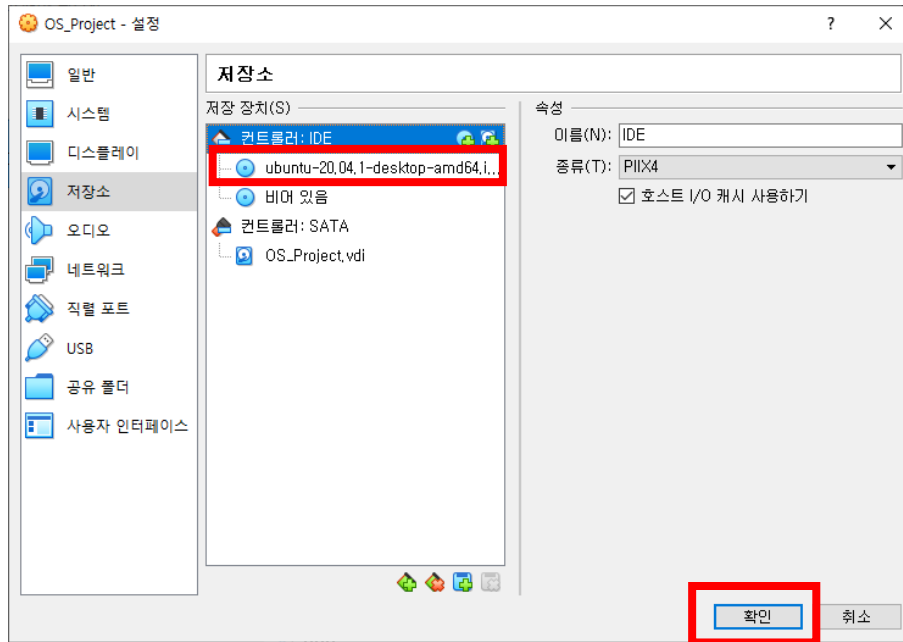 OS_Project - 설정
?
일반
시스템
디스플레이
저장소
오디오
네트워크
직렬 포트
USB
공유 폴더
사용자 인터페이스
저장소
저장 장치(S)
컨트롤러: IDE
ubuntu-20.04.1-desktop-amd64.i...
비어 있음
컨트롤러: SATA
OS_Project.vdi
속성
이름(N): IDE
종류(T): PIIX4
호스트 I/O 캐시 사용하기
확인
취소